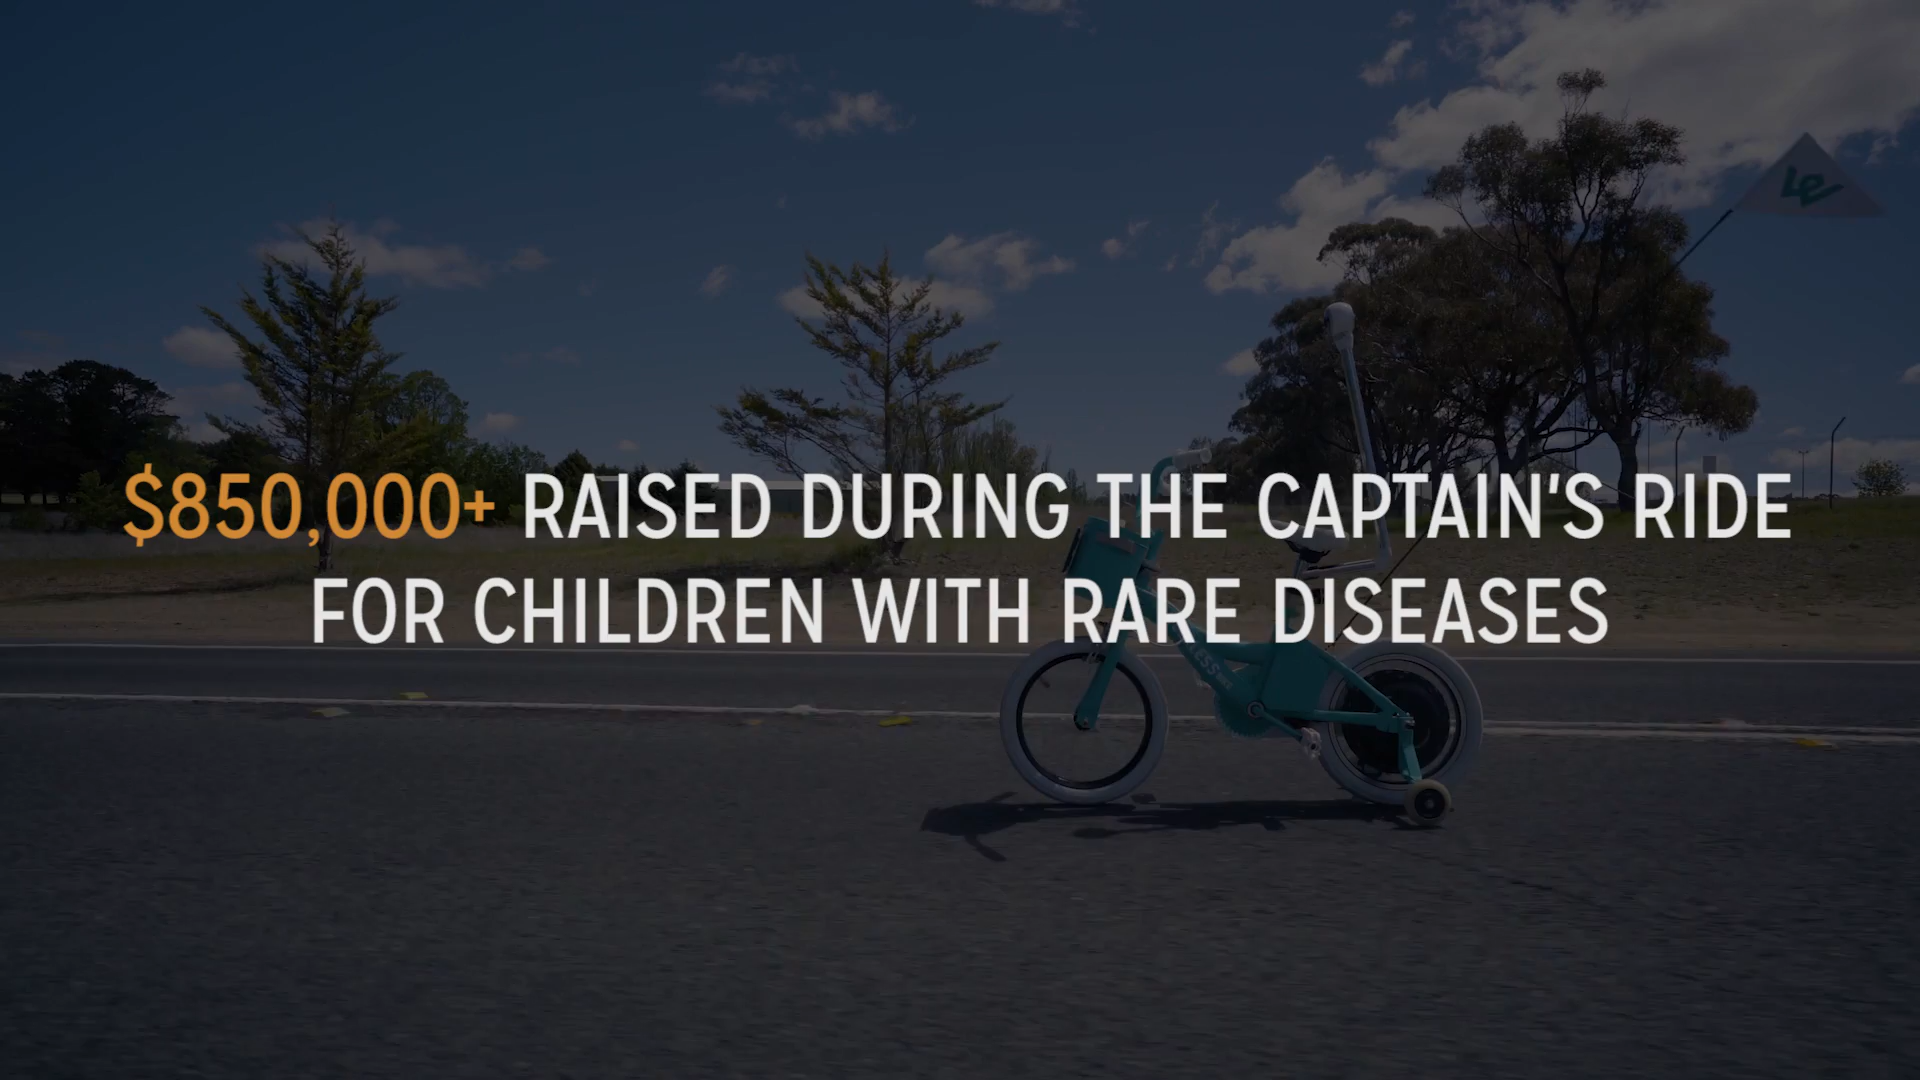 $850,000+ RAISED DURING THE CAPTAIN'S RIDE
FOR CHILDREN WITH RARE DISEASES